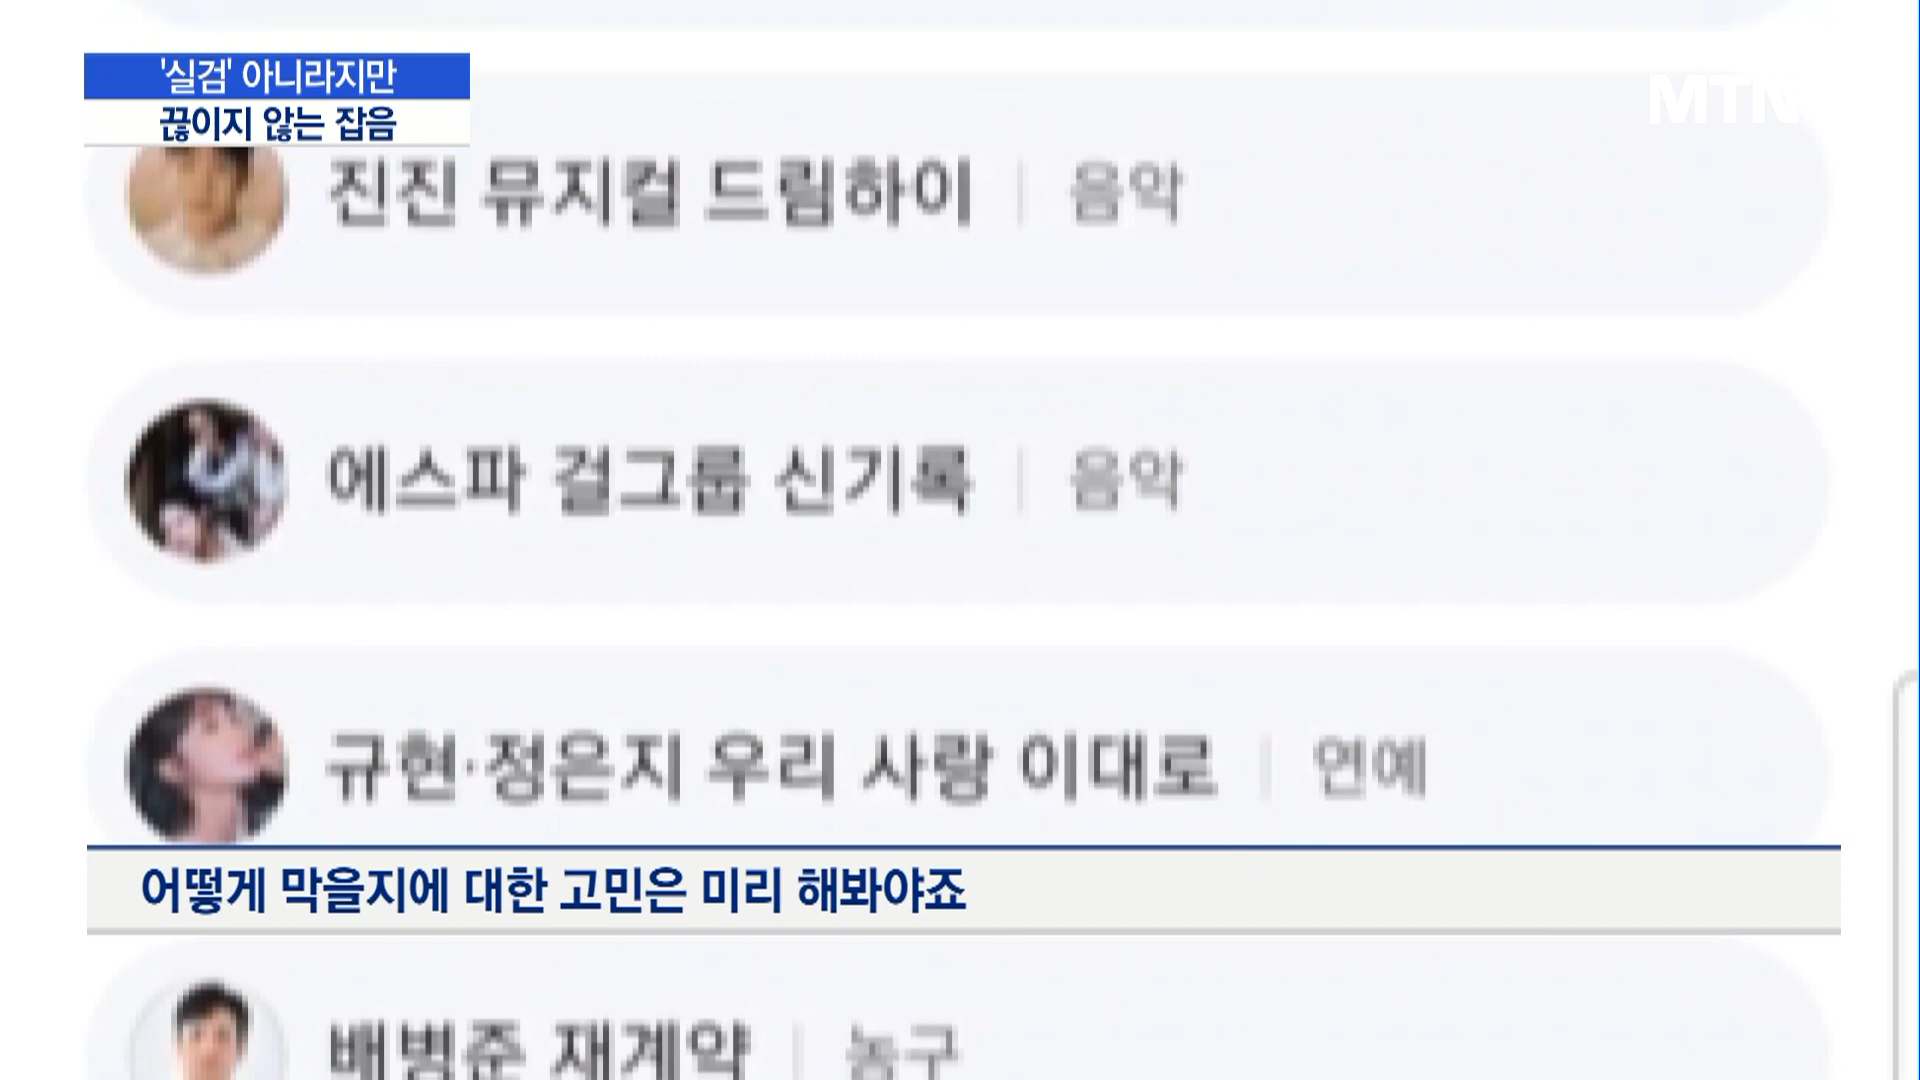 '실검' 아니라지만
끊이지 않는 잡음
MTN
진진 뮤지컬 드림하이 | 음악
에스파 걸그룹 신기록 | 음악
규현·정은지 우리 사랑 이대로 | 연예
어떻게 막을지에 대한 고민은 미리 해봐야죠
배병준 재계약 | 농구